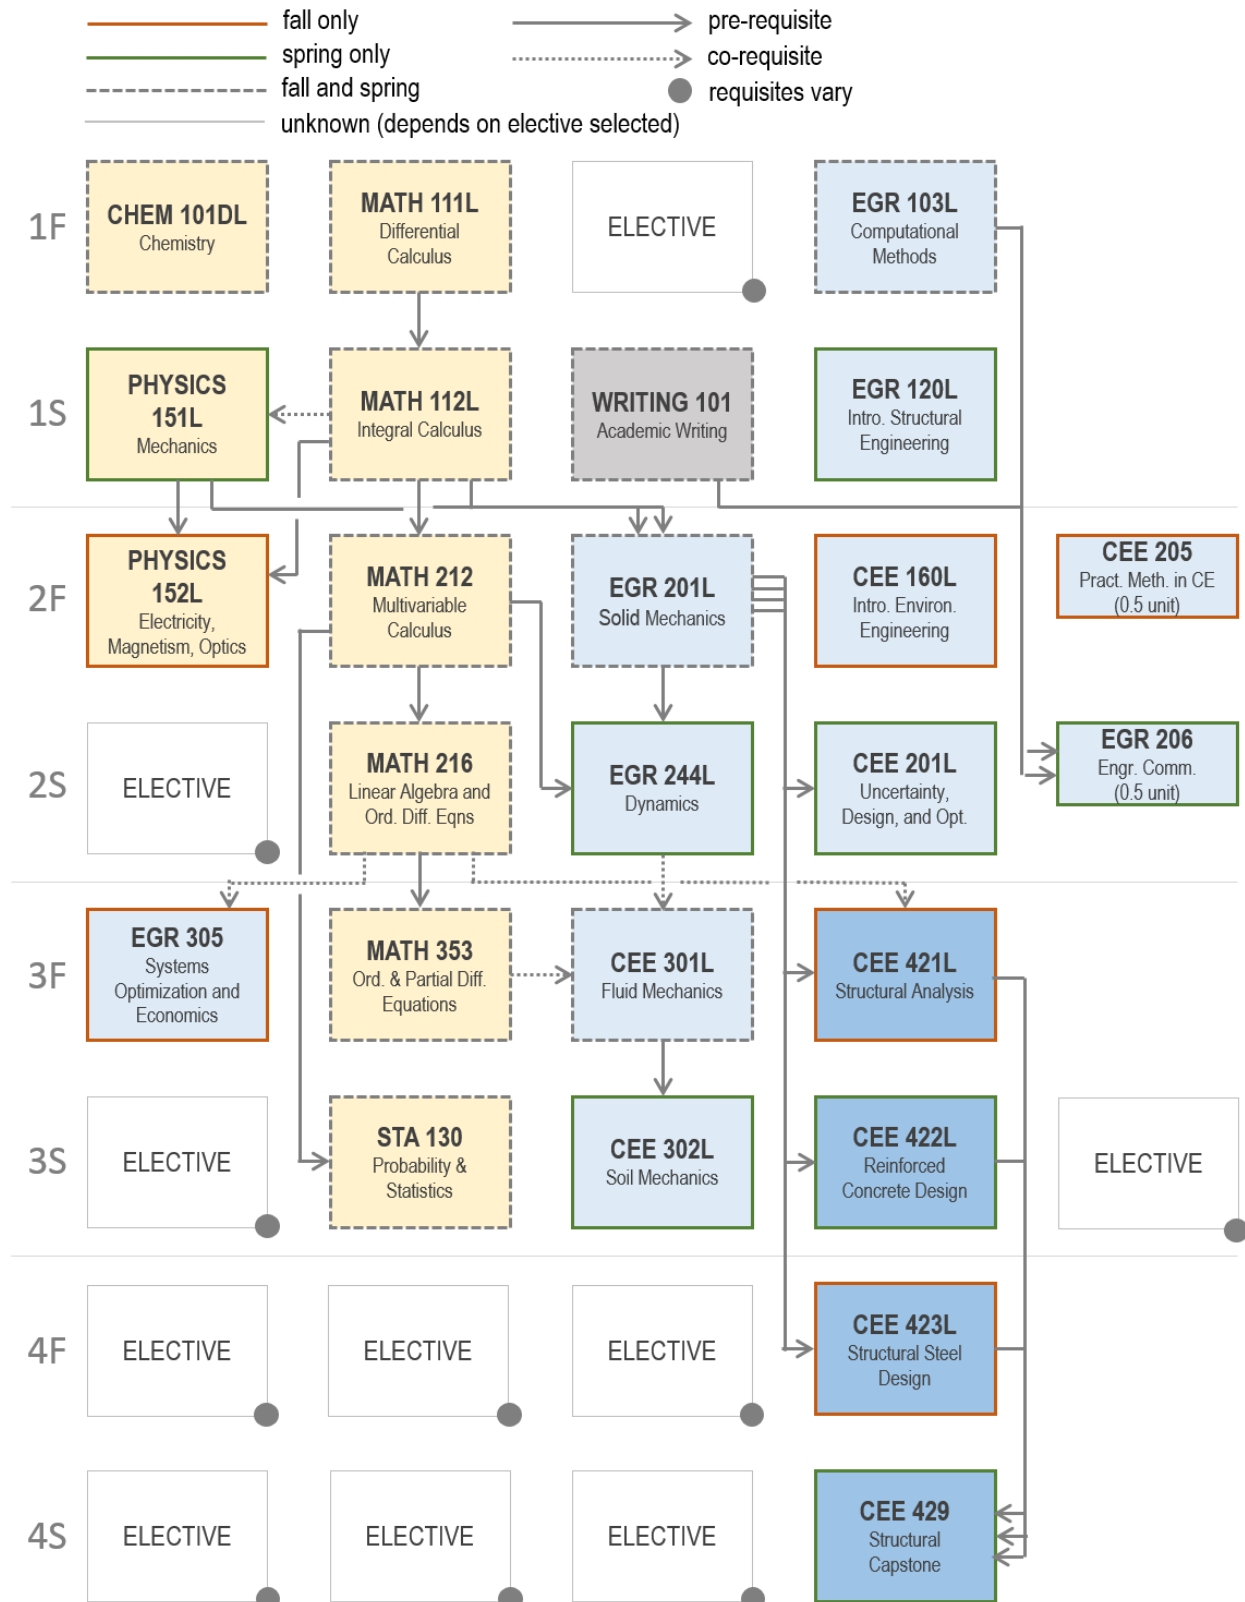 fall only
pre-requisite
spring only
co-requisite
fall and spring
requisites vary
unknown (depends on elective selected)
1F
CHEM 101DL
Chemistry
MATH 111L
Differential
Calculus
ELECTIVE
EGR 103L
Computational
Methods
1S
PHYSICS
151L
Mechanics
MATH 112L
Integral Calculus
WRITING 101
Academic Writing
EGR 120L
Intro. Structural
Engineering
2F
PHYSICS
152L
Electricity,
Magnetism, Optics
MATH 212
Multivariable
Calculus
EGR 201L
Solid Mechanics
CEE 160L
Intro. Environ.
Engineering
CEE 205
Pract. Meth. in CE
(0.5 unit)
2S
ELECTIVE
MATH 216
Linear Algebra and
Ord. Diff. Eqns
EGR 244L
Dynamics
CEE 201L
Uncertainty,
Design, and Opt.
EGR 206
Engr. Comm.
(0.5 unit)
3F
EGR 305
Systems
Optimization and
Economics
MATH 353
Ord. & Partial Diff.
Equations
CEE 301L
Fluid Mechanics
CEE 421L
Structural Analysis
3S
ELECTIVE
STA 130
Probability &
Statistics
CEE 302L
Soil Mechanics
CEE 422L
Reinforced
Concrete Design
ELECTIVE
4F
ELECTIVE
ELECTIVE
ELECTIVE
CEE 423L
Structural Steel
Design
4S
ELECTIVE
ELECTIVE
ELECTIVE
CEE 429
Structural
Capstone